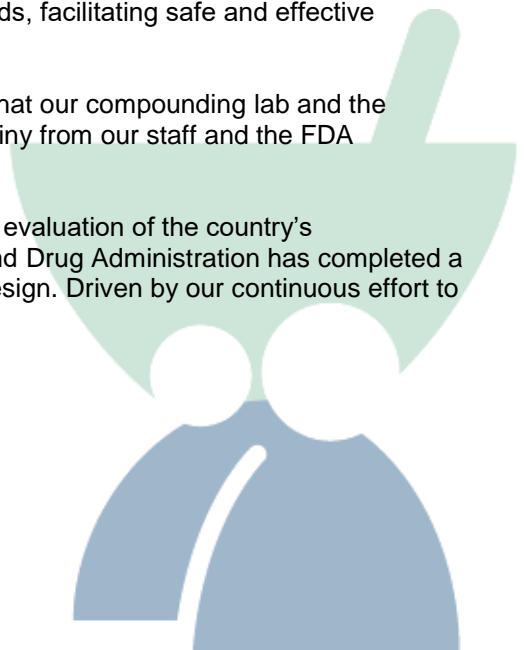 ds, facilitating safe and effective
hat our compounding lab and the
iny from our staff and the FDA
evaluation of the country's
nd Drug Administration has completed a
esign. Driven by our continuous effort to